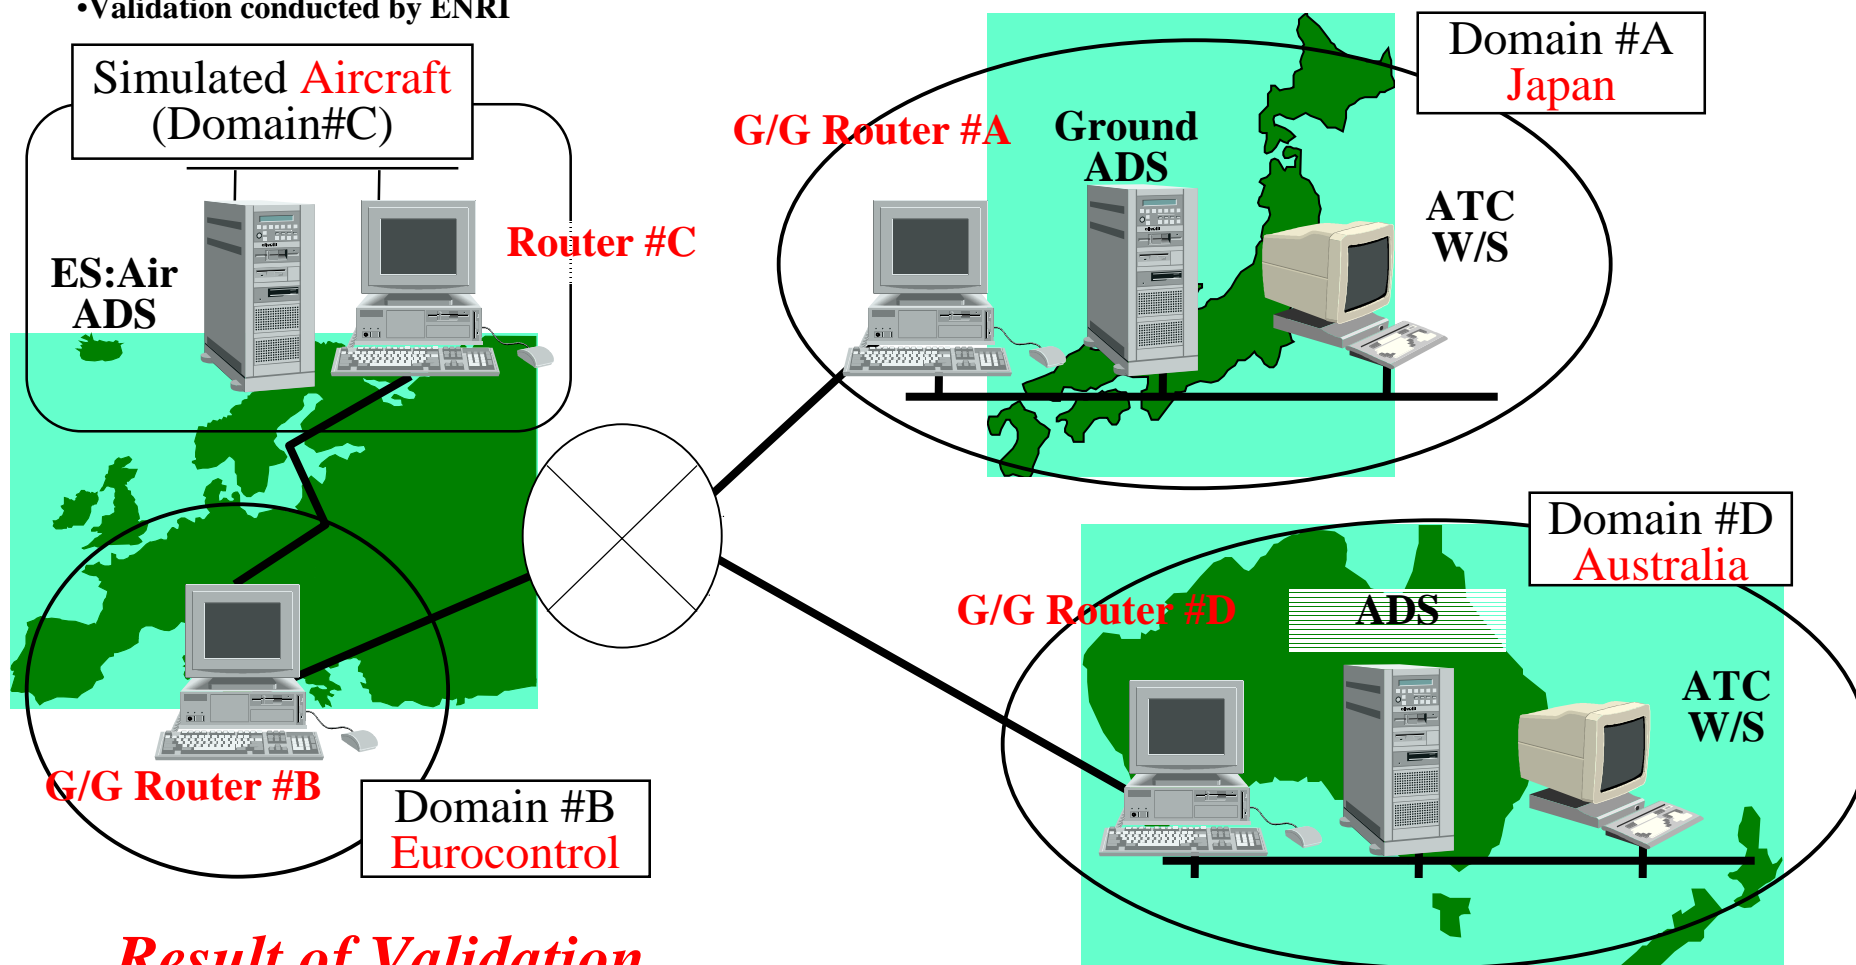 •Validation conducted by ENRI
Simulated Aircraft
(Domain#C)
ES:Air
ADS
Router #C
G/G Router #A
Ground
ADS
ATC
W/S
Domain #A
Japan
G/G Router #B
Domain #B
Eurocontrol
G/G Router #D
ADS
ATC
W/S
Domain #D
Australia
Result of Validation